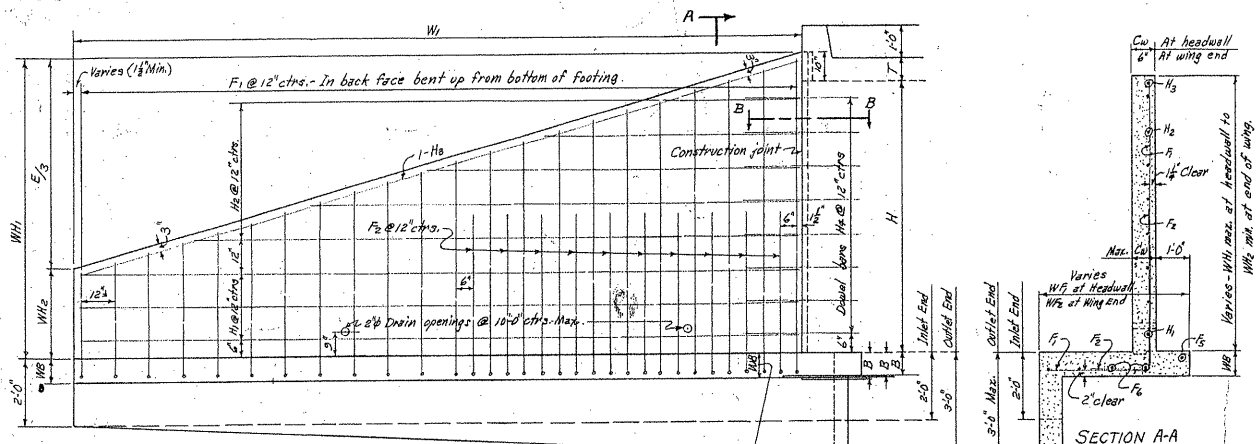 A
W1
1'-0"
T
10"
3"
Varies (1½" Min.)
F1 @ 12" ctrs. - In back face bent up from bottom of footing.
B B
Construction joint
1-H3
E/3
WH1
H2 @ 12" ctrs.
12"
3"
F2 @ 12" ctrs.
6"
Dowel bars H4 @ 12" ctrs
H
6"
12"
H1 @ 12" ctrs
6"
WH2
2"φ Drain openings @ 10'-0" ctrs. Max.
9"
6"
WB
2'-0"
WB
B B B
Inlet End
Outlet End
2'-0"
3'-0"
Cw At headwall
6" At wing end
H3
H2
F1
1¼" Clear
F2
Max. Cw 1'-0"
Varies
WF1 at Headwall
WF2 at Wing End
Varies - WH1 max. at headwall to
WH2 min. at end of wing.
Outlet End
Inlet End
H1
F5
F1 F2
F6
WB
2" clear
3'-0" Max.
2'-0"
SECTION A-A